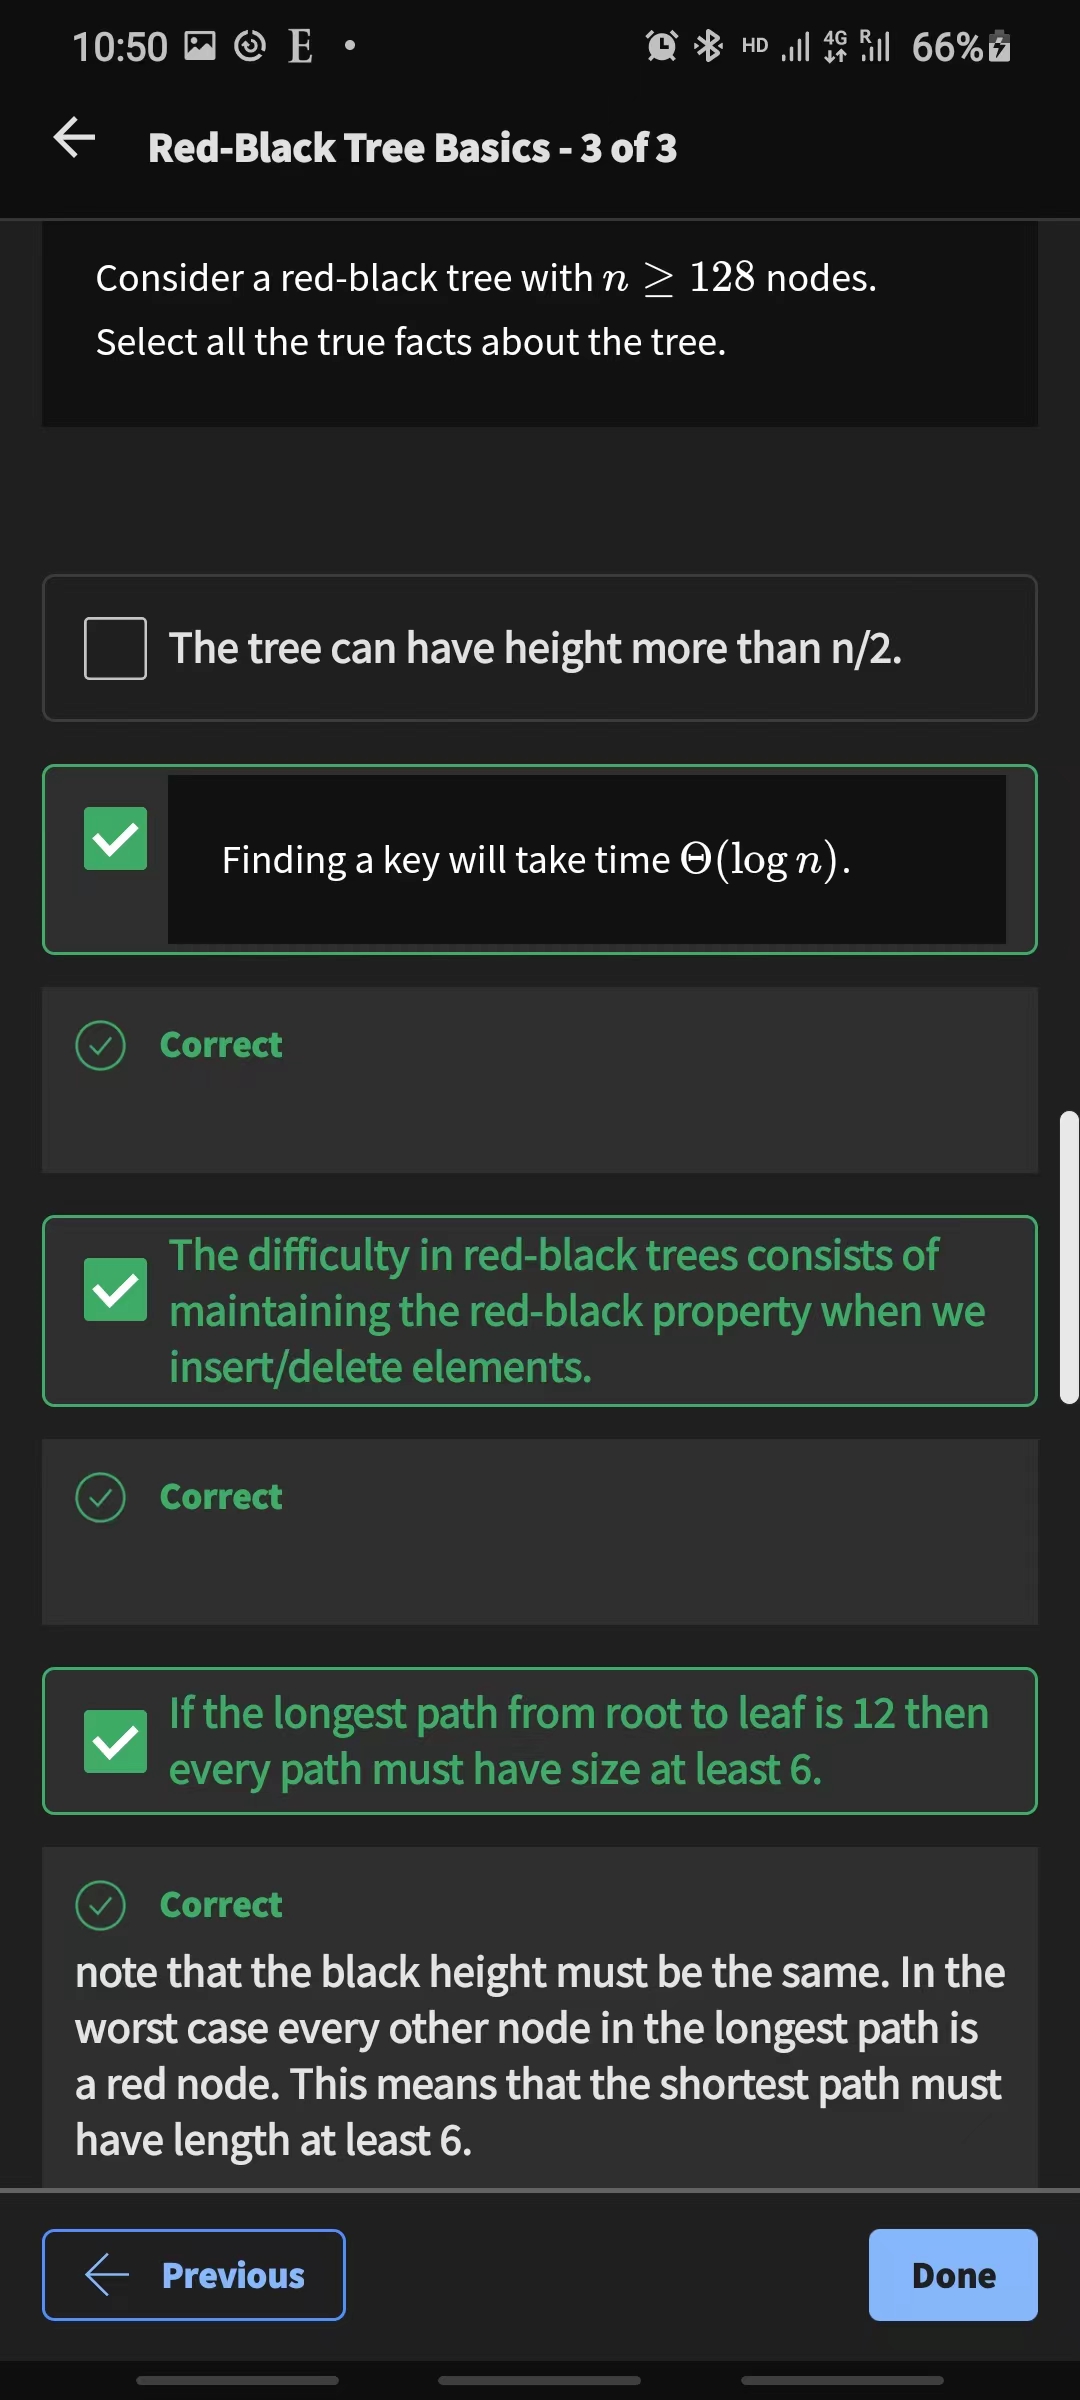 10:50 E HD 4G R 66%
Red-Black Tree Basics - 3 of 3
Consider a red-black tree with n ≥ 128 nodes.
Select all the true facts about the tree.
The tree can have height more than n/2.
Finding a key will take time Θ(log n).
Correct
The difficulty in red-black trees consists of
maintaining the red-black property when we
insert/delete elements.
Correct
If the longest path from root to leaf is 12 then
every path must have size at least 6.
Correct
note that the black height must be the same. In the
worst case every other node in the longest path is
a red node. This means that the shortest path must
have length at least 6.
Previous
Done